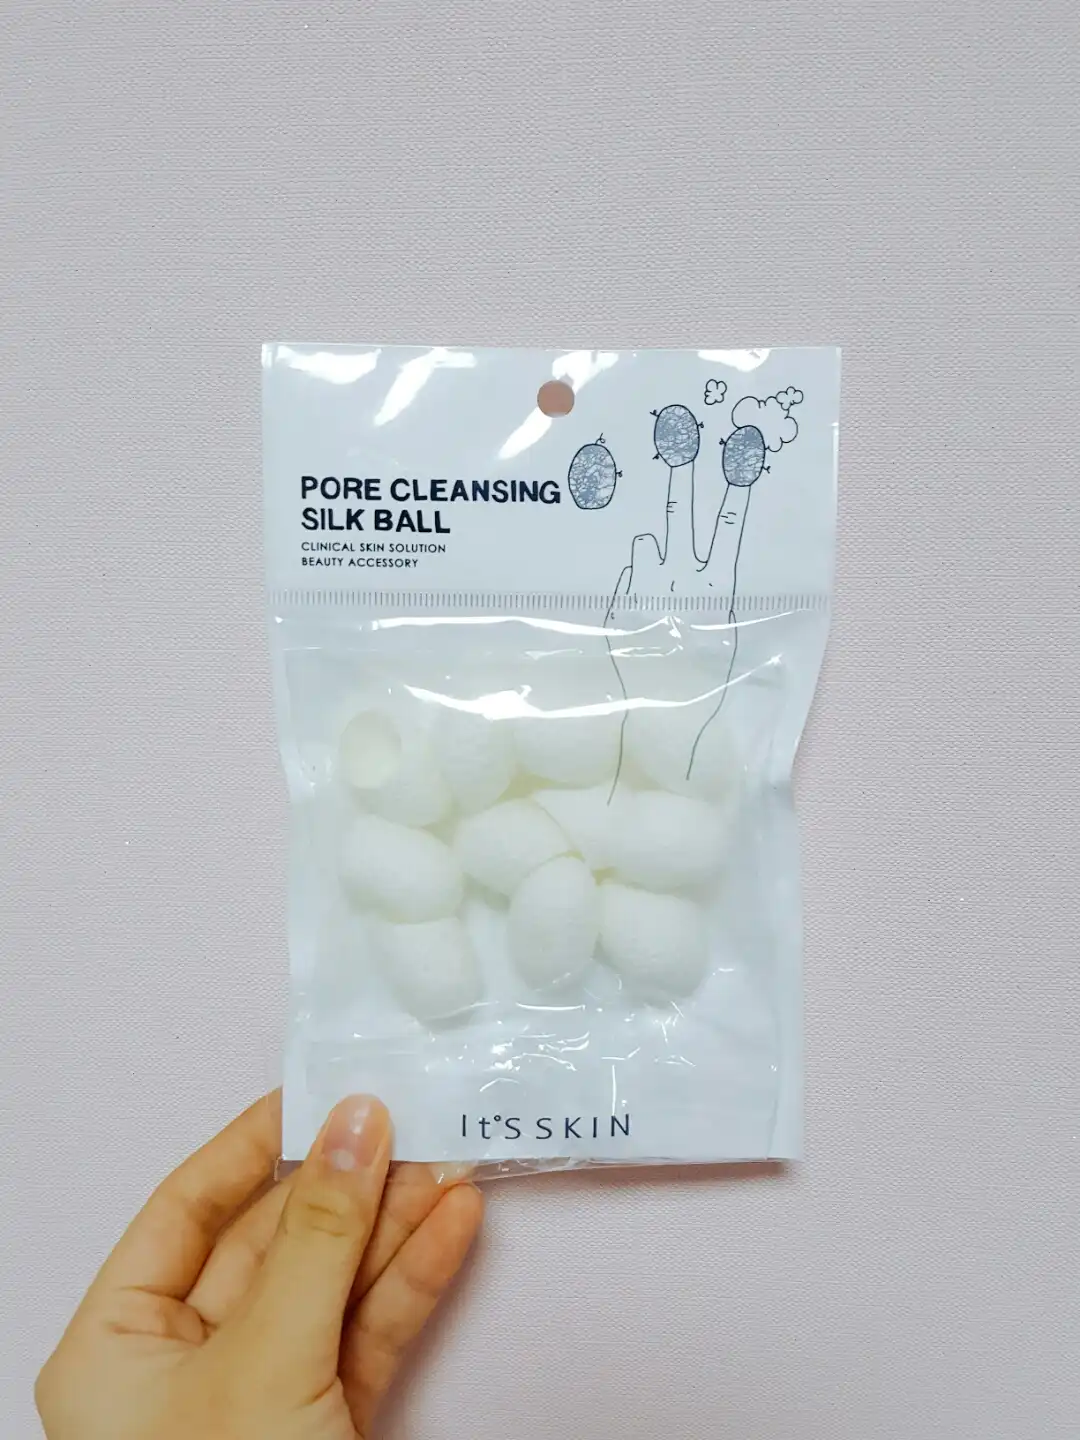 PORE CLEANSING
SILK BALL
CLINICAL SKIN SOLUTION
BEAUTY ACCESSORY
It°S SKIN